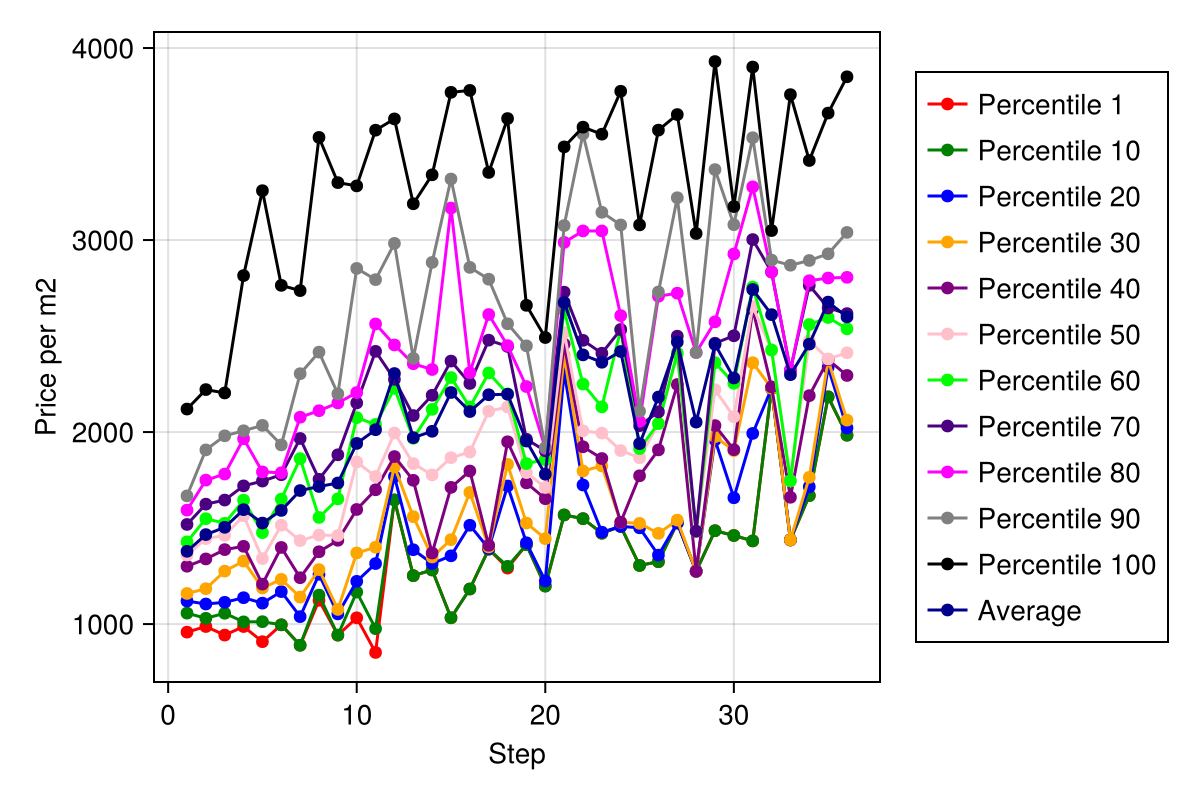 4000
3000
2000
1000
Price per m2
0 10 20 30
Step
Percentile 1
Percentile 10
Percentile 20
Percentile 30
Percentile 40
Percentile 50
Percentile 60
Percentile 70
Percentile 80
Percentile 90
Percentile 100
Average